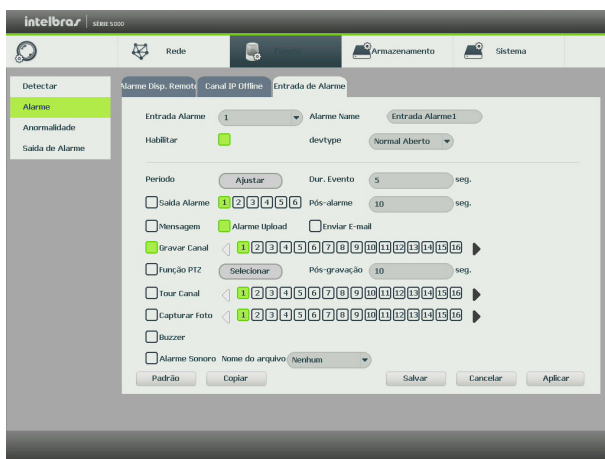 intelbras SÉRIE 5000
Rede Armazenamento Sistema
Detectar
Alarme
Anormalidade
Saída de Alarme
Alarme Disp. Remoto Canal IP Offline Entrada de Alarme
Entrada Alarme 1 Alarme Name Entrada Alarme1
Habilitar devtype Normal Aberto
Período Ajustar Dur. Evento 5 seg.
Saída Alarme 1 2 3 4 5 6 Pós-alarme 10 seg.
Mensagem Alarme Upload Enviar E-mail
Gravar Canal 1 2 3 4 5 6 7 8 9 10 11 12 13 14 15 16
Função PTZ Selecionar Pós-gravação 10 seg.
Tour Canal 1 2 3 4 5 6 7 8 9 10 11 12 13 14 15 16
Capturar Foto 1 2 3 4 5 6 7 8 9 10 11 12 13 14 15 16
Buzzer
Alarme Sonoro Nome do arquivo Nenhum
Padrão Copiar Salvar Cancelar Aplicar